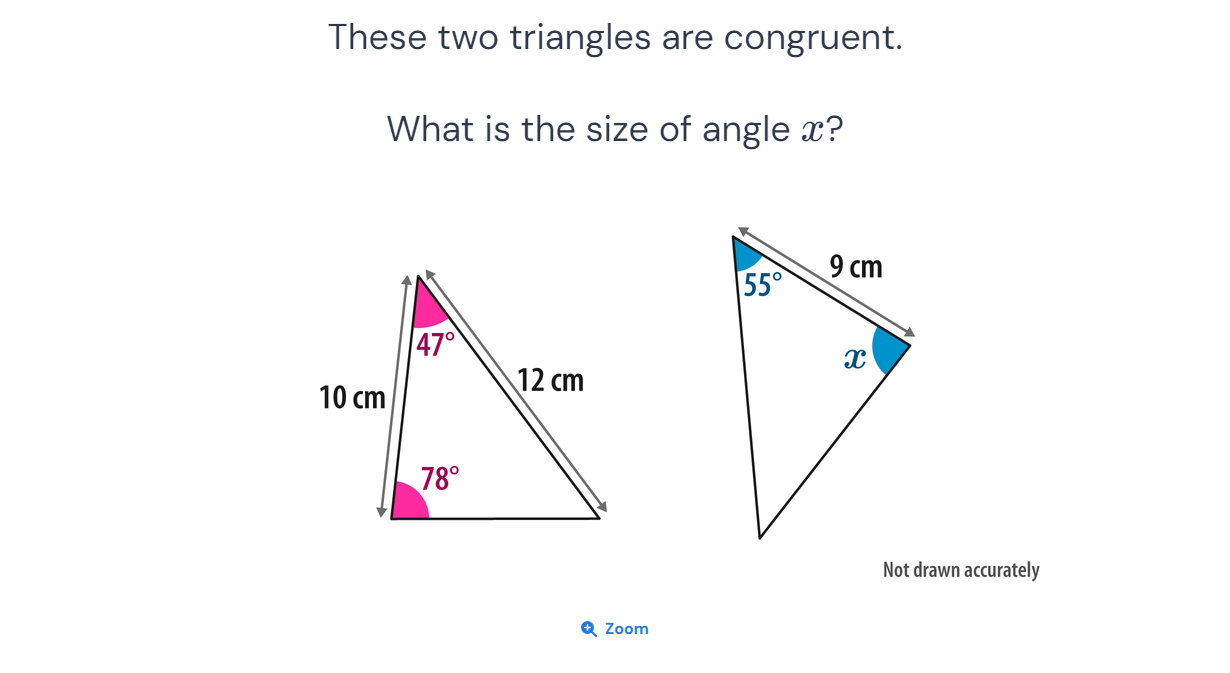 These two triangles are congruent.
What is the size of angle x?
9 cm
55°
x
47°
10 cm
12 cm
78°
Not drawn accurately
Zoom